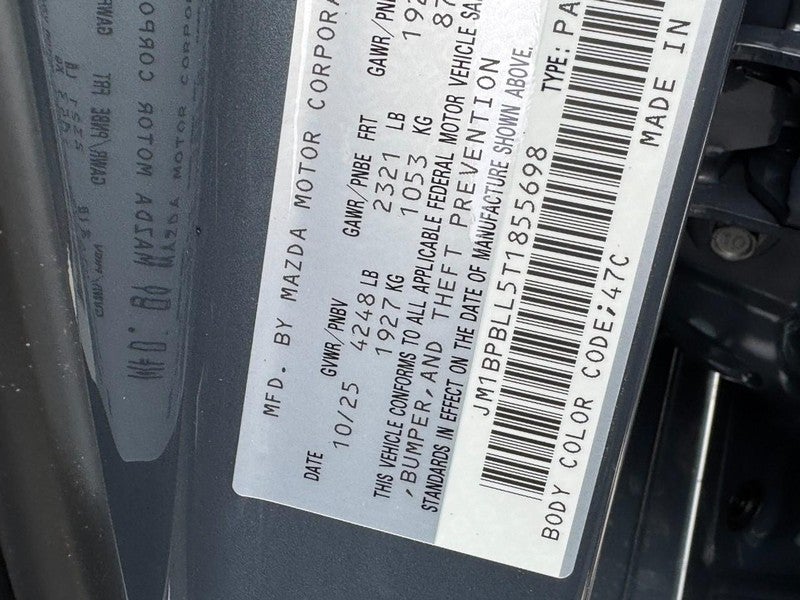 MFD. BY MAZDA MOTOR CORPORA
DATE GVWR/PNBV GAWR/PNBE FRT GAWR/PNB
10/25 4248 LB 2321 LB 192
1927 KG 1053 KG 87
THIS VEHICLE CONFORMS TO ALL APPLICABLE FEDERAL MOTOR VEHICLE SA
,BUMPER, AND THEFT PREVENTION
STANDARDS IN EFFECT ON THE DATE OF MANUFACTURE SHOWN ABOVE.
JM1BPBLL5T1855698 TYPE: PA
BODY COLOR CODE:47C MADE IN